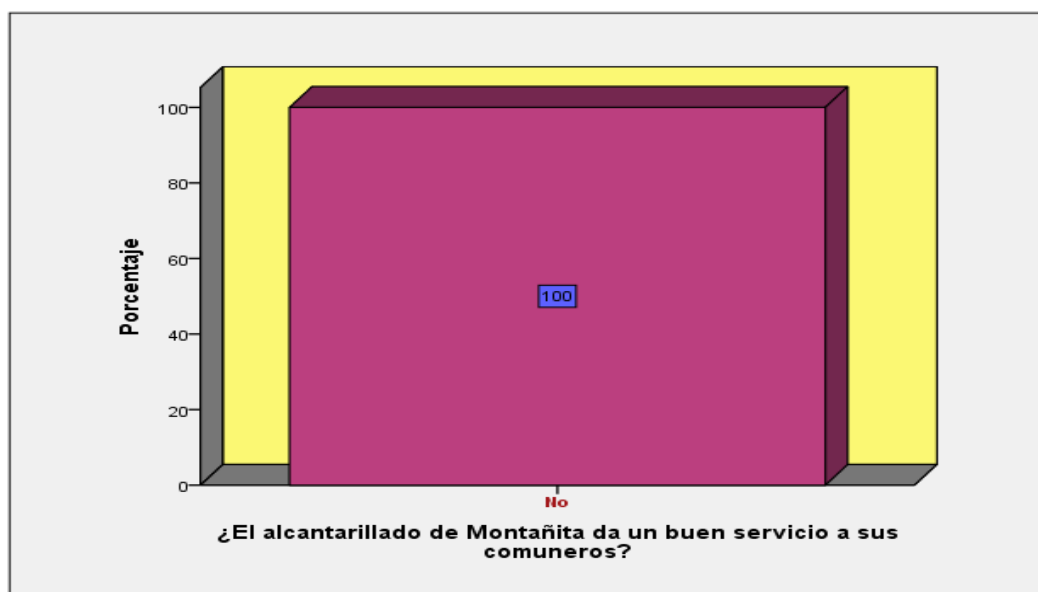 Porcentaje
100
80
60
40
20
0
100
No
¿El alcantarillado de Montañita da un buen servicio a sus
comuneros?